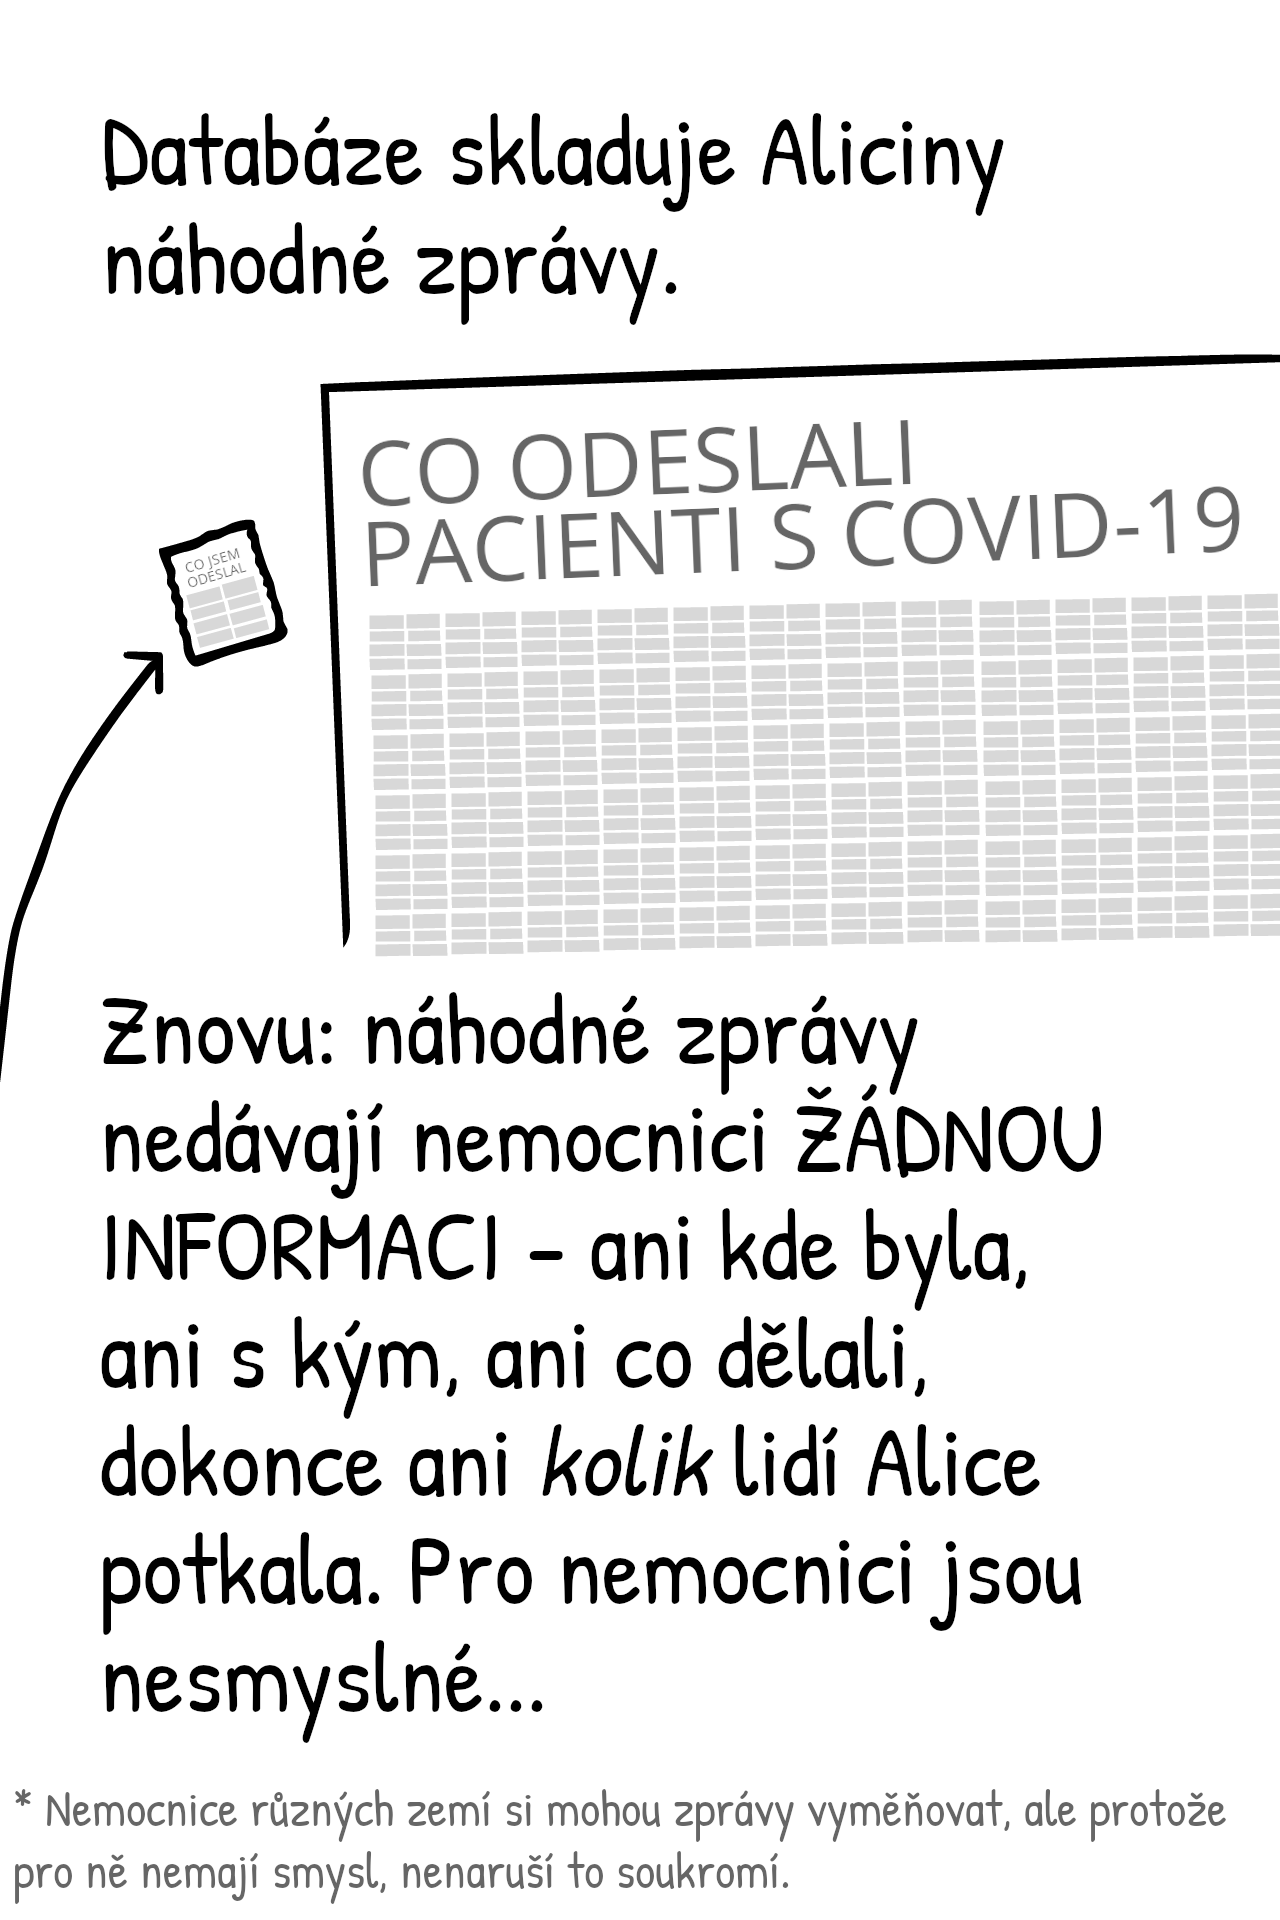 Databáze skladuje Aliciny
náhodné zprávy.
CO ODESLALI
PACIENTI S COVID-19
CO JSEM
ODESLAL
Znovu: náhodné zprávy
nedávají nemocnici ŽÁDNOU
INFORMACI – ani kde byla,
ani s kým, ani co dělali,
dokonce ani kolik lidí Alice
potkala. Pro nemocnici jsou
nesmyslné...
* Nemocnice různých zemí si mohou zprávy vyměňovat, ale protože
pro ně nemají smysl, nenaruší to soukromí.